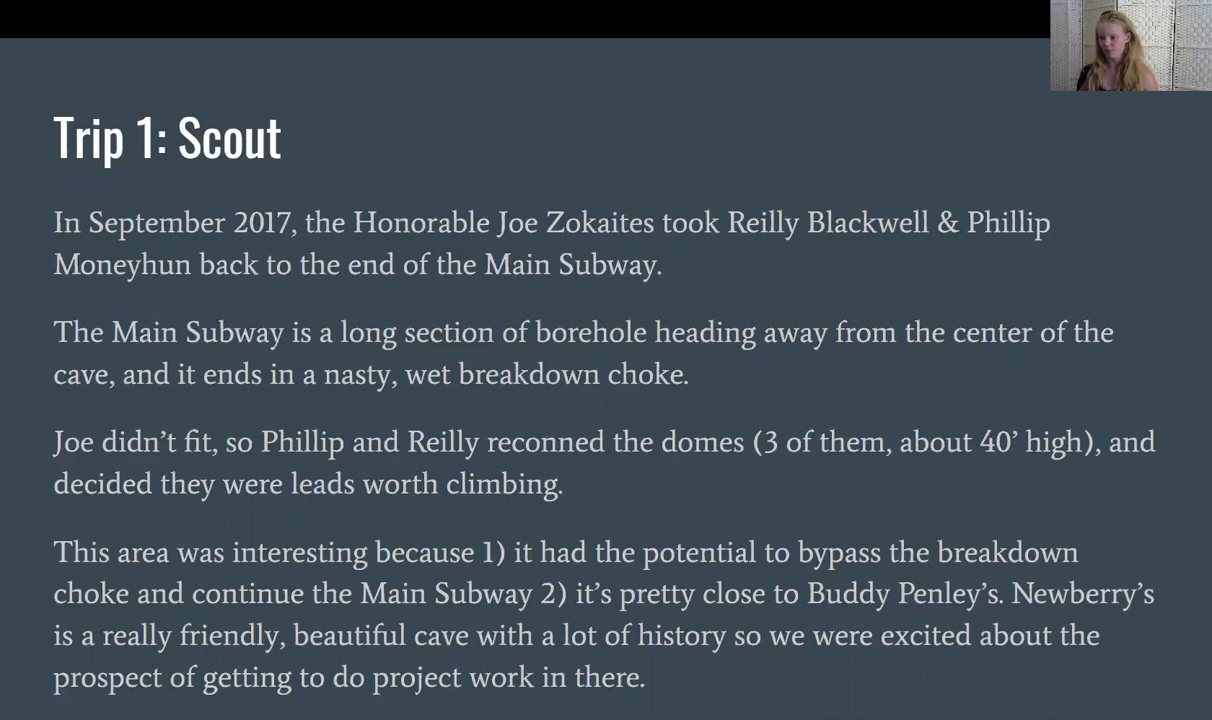 Trip 1: Scout
In September 2017, the Honorable Joe Zokaites took Reilly Blackwell & Phillip
Moneyhun back to the end of the Main Subway.
The Main Subway is a long section of borehole heading away from the center of the
cave, and it ends in a nasty, wet breakdown choke.
Joe didn’t fit, so Phillip and Reilly reconned the domes (3 of them, about 40’ high), and
decided they were leads worth climbing.
This area was interesting because 1) it had the potential to bypass the breakdown
choke and continue the Main Subway 2) it’s pretty close to Buddy Penley’s. Newberry’s
is a really friendly, beautiful cave with a lot of history so we were excited about the
prospect of getting to do project work in there.